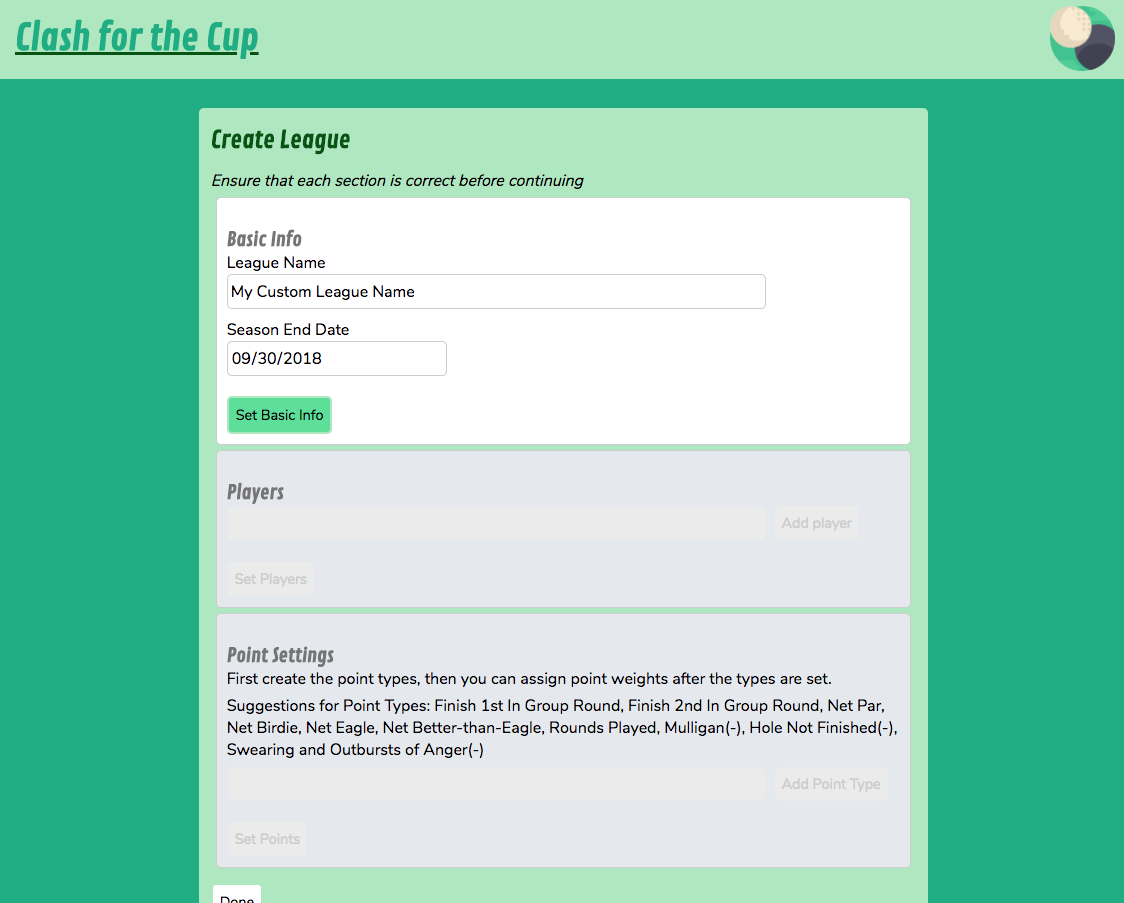 Clash for the Cup
Create League
Ensure that each section is correct before continuing
Basic Info
League Name
My Custom League Name
Season End Date
09/30/2018
Set Basic Info
Players
Add player
Set Players
Point Settings
First create the point types, then you can assign point weights after the types are set.
Suggestions for Point Types: Finish 1st In Group Round, Finish 2nd In Group Round, Net Par,
Net Birdie, Net Eagle, Net Better-than-Eagle, Rounds Played, Mulligan(-), Hole Not Finished(-),
Swearing and Outbursts of Anger(-)
Add Point Type
Set Points
Done